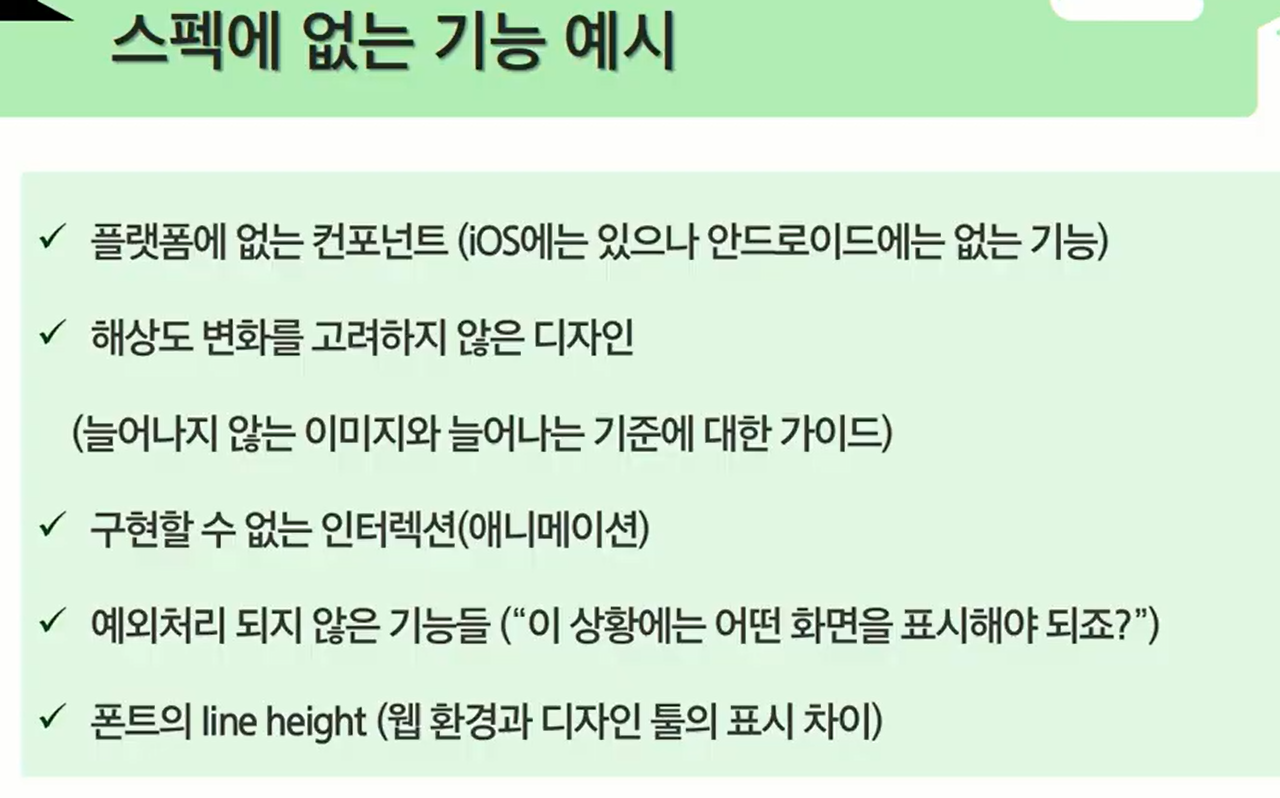 스펙에 없는 기능 예시
✓ 플랫폼에 없는 컨포넌트 (iOS에는 있으나 안드로이드에는 없는 기능)
✓ 해상도 변화를 고려하지 않은 디자인
(늘어나지 않는 이미지와 늘어나는 기준에 대한 가이드)
✓ 구현할 수 없는 인터렉션(애니메이션)
✓ 예외처리 되지 않은 기능들 (“이 상황에는 어떤 화면을 표시해야 되죠?”)
✓ 폰트의 line height (웹 환경과 디자인 툴의 표시 차이)